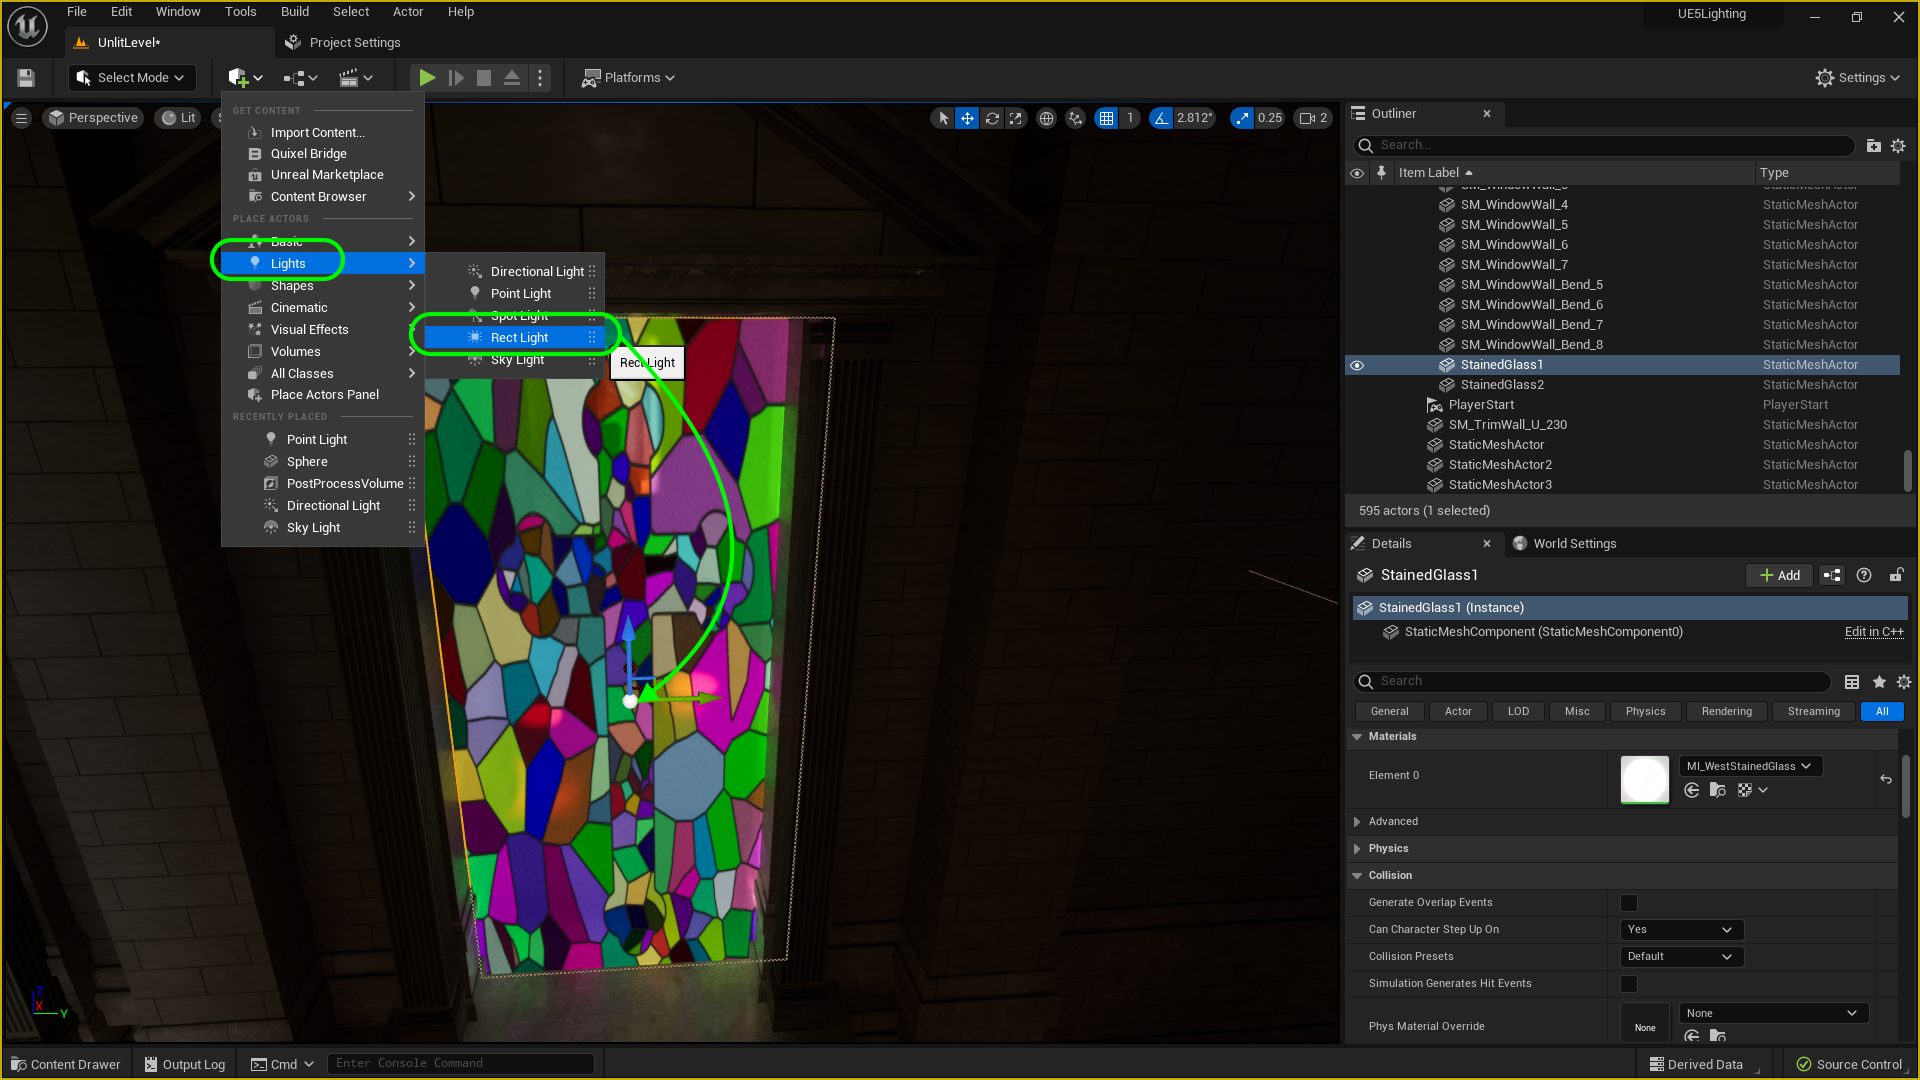 File Edit Window Tools Build Select Actor Help
UE5Lighting
UnlitLevel*
Project Settings
Select Mode
Platforms
Settings
Perspective
Lit
1
2.812°
0.25
2
GET CONTENT
Import Content...
Quixel Bridge
Unreal Marketplace
Content Browser
PLACE ACTORS
Basic
Lights
Shapes
Cinematic
Visual Effects
Volumes
All Classes
Place Actors Panel
RECENTLY PLACED
Point Light
Sphere
PostProcessVolume
Directional Light
Sky Light
Directional Light
Point Light
Spot Light
Rect Light
Sky Light
Rect Light
Z
X
Y
Outliner
Search...
Item Label
Type
SM_WindowWall_3 StaticMeshActor
SM_WindowWall_4 StaticMeshActor
SM_WindowWall_5 StaticMeshActor
SM_WindowWall_6 StaticMeshActor
SM_WindowWall_7 StaticMeshActor
SM_WindowWall_Bend_5 StaticMeshActor
SM_WindowWall_Bend_6 StaticMeshActor
SM_WindowWall_Bend_7 StaticMeshActor
SM_WindowWall_Bend_8 StaticMeshActor
StainedGlass1 StaticMeshActor
StainedGlass2 StaticMeshActor
PlayerStart PlayerStart
SM_TrimWall_U_230 StaticMeshActor
StaticMeshActor StaticMeshActor
StaticMeshActor2 StaticMeshActor
StaticMeshActor3 StaticMeshActor
595 actors (1 selected)
Details
World Settings
StainedGlass1
Add
StainedGlass1 (Instance)
StaticMeshComponent (StaticMeshComponent0)
Edit in C++
Search
General Actor LOD Misc Physics Rendering Streaming All
Materials
Element 0
MI_WestStainedGlass
Advanced
Physics
Collision
Generate Overlap Events
Can Character Step Up On
Yes
Collision Presets
Default
Simulation Generates Hit Events
Phys Material Override
None
None
Content Drawer
Output Log
Cmd
Enter Console Command
Derived Data
Source Control